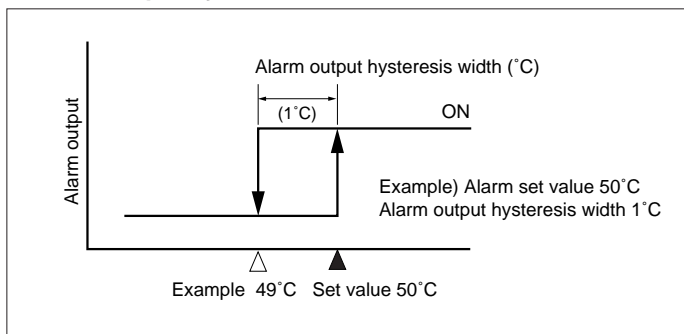 Alarm output hysteresis width (˚C)
(1˚C)
ON
Alarm output
Example) Alarm set value 50˚C
Alarm output hysteresis width 1˚C
Example 49˚C Set value 50˚C